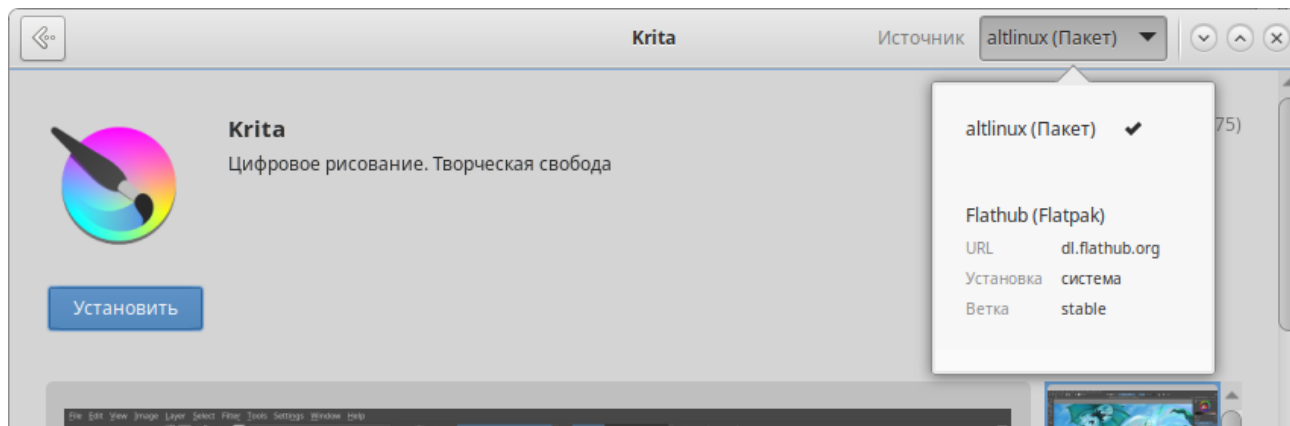 Krita
Источник altlinux (Пакет)
Krita
Цифровое рисование. Творческая свобода
75)
altlinux (Пакет)
Flathub (Flatpak)
URL dl.flathub.org
Установка система
Ветка stable
Установить
File Edit View Image Layer Select Filter Tools Settings Window Help